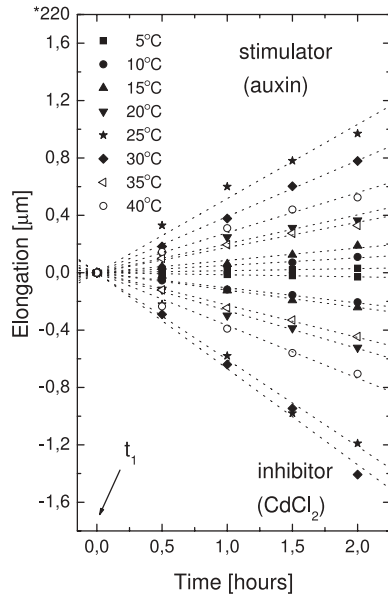 *220
1,6
1,2
0,8
0,4
0,0
-0,4
-0,8
-1,2
-1,6
Elongation [μm]
5°C
10°C
15°C
20°C
25°C
30°C
35°C
40°C
stimulator
(auxin)
t₁
inhibitor
(CdCl₂)
0,0 0,5 1,0 1,5 2,0
Time [hours]